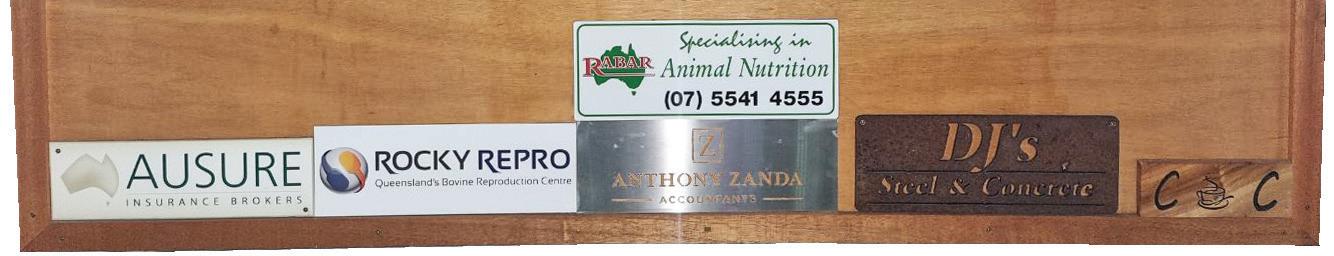 AUSURE
INSURANCE BROKERS
ROCKY REPRO
Queensland's Bovine Reproduction Centre
RABAR
Specialising in
Animal Nutrition
(07) 5541 4555
Z
ANTHONY ZANDA
ACCOUNTANTS
DJ's
Steel & Concrete
C C